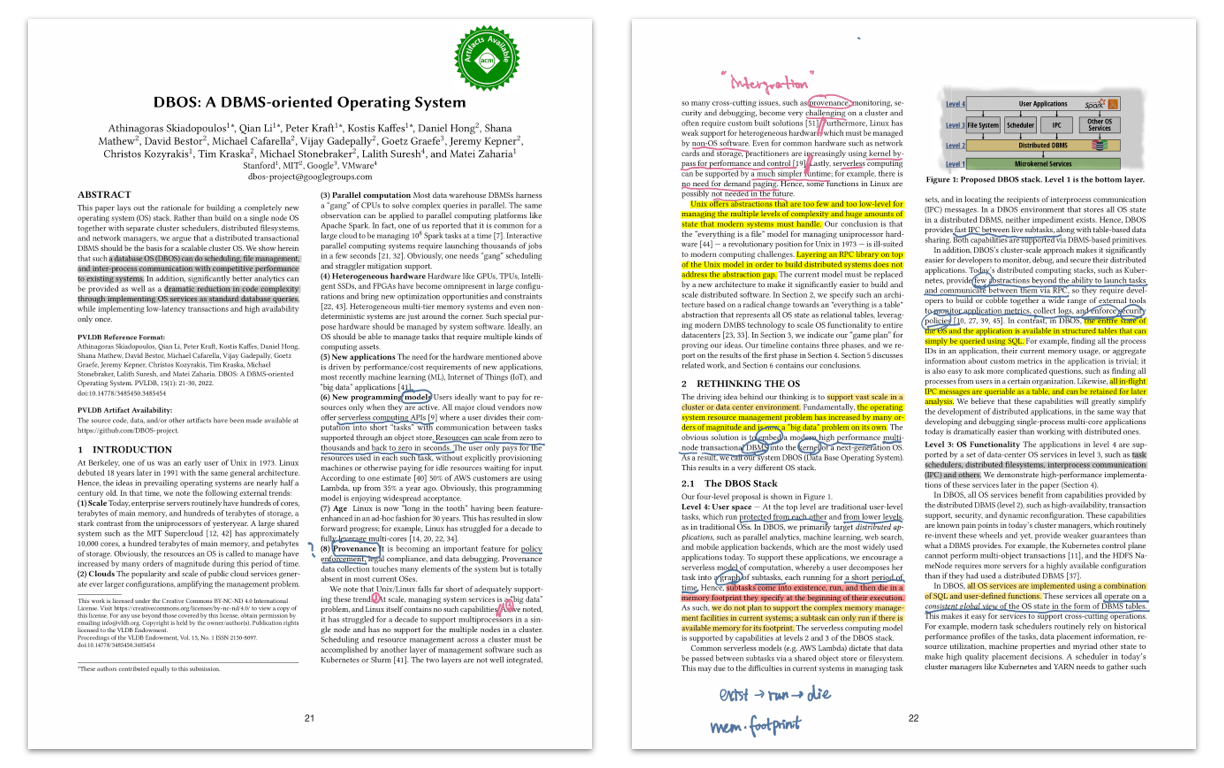 Artifacts Available
acm
DBOS: A DBMS-oriented Operating System
Athinagoras Skiadopoulos1*, Qian Li1*, Peter Kraft1*, Kostis Kaffes1*, Daniel Hong2, Shana
Mathew2, David Bestor2, Michael Cafarella2, Vijay Gadepally2, Goetz Graefe3, Jeremy Kepner2,
Christos Kozyrakis1, Tim Kraska2, Michael Stonebraker2, Lalith Suresh4, and Matei Zaharia1
Stanford1, MIT2, Google3, VMware4
dbos-project@googlegroups.com
ABSTRACT
This paper lays out the rationale for building a completely new
operating system (OS) stack. Rather than build on a single node OS
together with separate cluster schedulers, distributed filesystems,
and network managers, we argue that a distributed transactional
DBMS should be the basis for a scalable cluster OS. We show herein
that such a database OS (DBOS) can do scheduling, file management,
and inter-process communication with competitive performance
to existing systems. In addition, significantly better analytics can
be provided as well as a dramatic reduction in code complexity
through implementing OS services as standard database queries,
while implementing low-latency transactions and high availability
only once.
PVLDB Reference Format:
Athinagoras Skiadopoulos, Qian Li, Peter Kraft, Kostis Kaffes, Daniel Hong,
Shana Mathew, David Bestor, Michael Cafarella, Vijay Gadepally, Goetz
Graefe, Jeremy Kepner, Christos Kozyrakis, Tim Kraska, Michael
Stonebraker, Lalith Suresh, and Matei Zaharia. DBOS: A DBMS-oriented
Operating System. PVLDB, 15(1): 21-30, 2022.
doi:10.14778/3485450.3485454
PVLDB Artifact Availability:
The source code, data, and/or other artifacts have been made available at
https://github.com/DBOS-project.
1 INTRODUCTION
At Berkeley, one of us was an early user of Unix in 1973. Linux
debuted 18 years later in 1991 with the same general architecture.
Hence, the ideas in prevailing operating systems are nearly half a
century old. In that time, we note the following external trends:
(1) Scale Today, enterprise servers routinely have hundreds of cores,
terabytes of main memory, and hundreds of terabytes of storage, a
stark contrast from the uniprocessors of yesteryear. A large shared
system such as the MIT Supercloud [12, 42] has approximately
10,000 cores, a hundred terabytes of main memory, and petabytes
of storage. Obviously, the resources an OS is called to manage have
increased by many orders of magnitude during this period of time.
(2) Clouds The popularity and scale of public cloud services gener-
ate ever larger configurations, amplifying the management problem.
This work is licensed under the Creative Commons BY-NC-ND 4.0 International
License. Visit https://creativecommons.org/licenses/by-nc-nd/4.0/ to view a copy of
this license. For any use beyond those covered by this license, obtain permission by
emailing info@vldb.org. Copyright is held by the owner/author(s). Publication rights
licensed to the VLDB Endowment.
Proceedings of the VLDB Endowment, Vol. 15, No. 1 ISSN 2150-8097.
doi:10.14778/3485450.3485454
*These authors contributed equally to this submission.
(3) Parallel computation Most data warehouse DBMSs harness
a "gang" of CPUs to solve complex queries in parallel. The same
observation can be applied to parallel computing platforms like
Apache Spark. In fact, one of us reported that it is common for a
large cloud to be managing 10⁶ Spark tasks at a time [7]. Interactive
parallel computing systems require launching thousands of jobs
in a few seconds [21, 32]. Obviously, one needs "gang" scheduling
and straggler mitigation support.
(4) Heterogeneous hardware Hardware like GPUs, TPUs, Intelli-
gent SSDs, and FPGAs have become omnipresent in large configu-
rations and bring new optimization opportunities and constraints
[22, 43]. Heterogeneous multi-tier memory systems and even non-
deterministic systems are just around the corner. Such special pur-
pose hardware should be managed by system software. Ideally, an
OS should be able to manage tasks that require multiple kinds of
computing assets.
(5) New applications The need for the hardware mentioned above
is driven by performance/cost requirements of new applications,
most recently machine learning (ML), Internet of Things (IoT), and
"big data" applications [41].
(6) New programming models Users ideally want to pay for re-
sources only when they are active. All major cloud vendors now
offer serverless computing APIs [9] where a user divides their com-
putation into short "tasks" with communication between tasks
supported through an object store. Resources can scale from zero to
thousands and back to zero in seconds. The user only pays for the
resources used in each such task, without explicitly provisioning
machines or otherwise paying for idle resources waiting for input.
According to one estimate [40] 50% of AWS customers are using
Lambda, up from 35% a year ago. Obviously, this programming
model is enjoying widespread acceptance.
(7) Age Linux is now "long in the tooth" having been feature-
enhanced in an ad-hoc fashion for 30 years. This has resulted in slow
forward progress; for example, Linux has struggled for a decade to
fully leverage multi-cores [14, 20, 22, 34].
? (8) Provenance It is becoming an important feature for policy
enforcement, legal compliance, and data debugging. Provenance
data collection touches many elements of the system but is totally
absent in most current OSes.
We note that Unix/Linux falls far short of adequately support-
ing these trends. At scale, managing system services is a "big data"
problem, and Linux itself contains no such capabilities. As we noted,
it has struggled for a decade to support multiprocessors in a sin-
gle node and has no support for the multiple nodes in a cluster.
Scheduling and resource management across a cluster must be
accomplished by another layer of management software such as
Kubernetes or Slurm [41]. The two layers are not well integrated,
21
"Intergration"
so many cross-cutting issues, such as provenance, monitoring, se-
curity and debugging, become very challenging on a cluster and
often require custom built solutions [51]. Furthermore, Linux has
weak support for heterogeneous hardware, which must be managed
by non-OS software. Even for common hardware such as network
cards and storage, practitioners are increasingly using kernel by-
pass for performance and control [19]. Lastly, serverless computing
can be supported by a much simpler runtime; for example, there is
no need for demand paging. Hence, some functions in Linux are
possibly not needed in the future.
Unix offers abstractions that are too few and too low-level for
managing the multiple levels of complexity and huge amounts of
state that modern systems must handle. Our conclusion is that
the "everything is a file" model for managing uniprocessor hard-
ware [44] — a revolutionary position for Unix in 1973 — is ill-suited
to modern computing challenges. Layering an RPC library on top
of the Unix model in order to build distributed systems does not
address the abstraction gap. The current model must be replaced
by a new architecture to make it significantly easier to build and
scale distributed software. In Section 2, we specify such an archi-
tecture based on a radical change towards an "everything is a table"
abstraction that represents all OS state as relational tables, leverag-
ing modern DBMS technology to scale OS functionality to entire
datacenters [23, 33]. In Section 3, we indicate our "game plan" for
proving our ideas. Our timeline contains three phases, and we re-
port on the results of the first phase in Section 4. Section 5 discusses
related work, and Section 6 contains our conclusions.
2 RETHINKING THE OS
The driving idea behind our thinking is to support vast scale in a
cluster or data center environment. Fundamentally, the operating
system resource management problem has increased by many or-
ders of magnitude and is now a "big data" problem on its own. The
obvious solution is to embed a modern high performance multi-
node transactional DBMS into the kernel of a next-generation OS.
As a result, we call our system DBOS (Data Base Operating System).
This results in a very different OS stack.
2.1 The DBOS Stack
Our four-level proposal is shown in Figure 1.
Level 4: User space — At the top level are traditional user-level
tasks, which run protected from each other and from lower levels,
as in traditional OSs. In DBOS, we primarily target distributed ap-
plications, such as parallel analytics, machine learning, web search,
and mobile application backends, which are the most widely used
applications today. To support these applications, we encourage a
serverless model of computation, whereby a user decomposes her
task into a graph of subtasks, each running for a short period of
time. Hence, subtasks come into existence, run, and then die in a
memory footprint they specify at the beginning of their execution.
As such, we do not plan to support the complex memory manage-
ment facilities in current systems; a subtask can only run if there is
available memory for its footprint. The serverless computing model
is supported by capabilities at levels 2 and 3 of the DBOS stack.
Common serverless models (e.g. AWS Lambda) dictate that data
be passed between subtasks via a shared object store or filesystem.
This may due to the difficulties in current systems in managing task
exist → run → die
mem. footprint
Level 4 User Applications Spark
Level 3 File System Scheduler IPC Other OS Services
Level 2 Distributed DBMS
Level 1 Microkernel Services
Figure 1: Proposed DBOS stack. Level 1 is the bottom layer.
sets, and in locating the recipients of interprocess communication
(IPC) messages. In a DBOS environment that stores all OS state
in a distributed DBMS, neither impediment exists. Hence, DBOS
provides fast IPC between live subtasks, along with table-based data
sharing. Both capabilities are supported via DBMS-based primitives.
In addition, DBOS's cluster-scale approach makes it significantly
easier for developers to monitor, debug, and secure their distributed
applications. Today's distributed computing stacks, such as Kuber-
netes, provide few abstractions beyond the ability to launch tasks
and communicate between them via RPC, so they require devel-
opers to build or cobble together a wide range of external tools
to monitor application metrics, collect logs, and enforce security
policies [10, 27, 39, 45]. In contrast, in DBOS, the entire state of
the OS and the application is available in structured tables that can
simply be queried using SQL. For example, finding all the process
IDs in an application, their current memory usage, or aggregate
information about custom metrics in the application is trivial; it
is also easy to ask more complicated questions, such as finding all
processes from users in a certain organization. Likewise, all in-flight
IPC messages are queriable as a table, and can be retained for later
analysis. We believe that these capabilities will greatly simplify
the development of distributed applications, in the same way that
developing and debugging single-process multi-core applications
today is dramatically easier than working with distributed ones.
Level 3: OS Functionality The applications in level 4 are sup-
ported by a set of data-center OS services in level 3, such as task
schedulers, distributed filesystems, interprocess communication
(IPC) and others. We demonstrate high-performance implementa-
tions of these services later in the paper (Section 4).
In DBOS, all OS services benefit from capabilities provided by
the distributed DBMS (level 2), such as high-availability, transaction
support, security, and dynamic reconfiguration. These capabilities
are known pain points in today's cluster managers, which routinely
re-invent these wheels and yet, provide weaker guarantees than
what a DBMS provides. For example, the Kubernetes control plane
cannot perform multi-object transactions [11], and the HDFS Na-
meNode requires more servers for a highly available configuration
than if they had used a distributed DBMS [37].
In DBOS, all OS services are implemented using a combination
of SQL and user-defined functions. These services all operate on a
consistent global view of the OS state in the form of DBMS tables.
This makes it easy for services to support cross-cutting operations.
For example, modern task schedulers routinely rely on historical
performance profiles of the tasks, data placement information, re-
source utilization, machine properties and myriad other state to
make high quality placement decisions. A scheduler in today's
cluster managers like Kubernetes and YARN needs to gather such
22